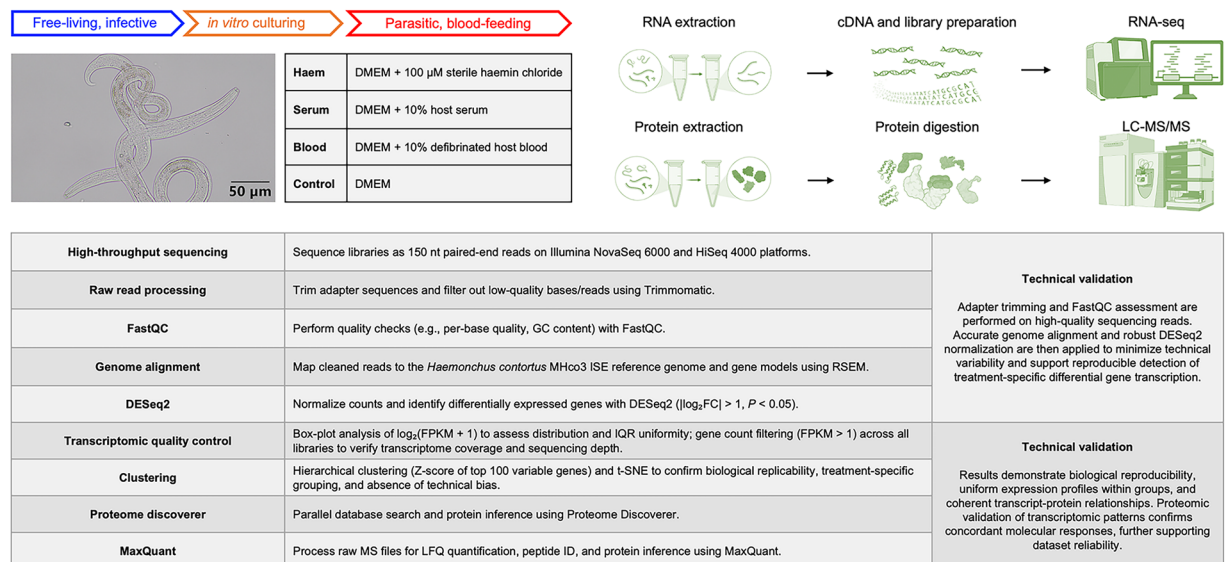 Free-living, infective
in vitro culturing
Parasitic, blood-feeding
50 µm
Haem DMEM + 100 µM sterile haemin chloride
Serum DMEM + 10% host serum
Blood DMEM + 10% defibrinated host blood
Control DMEM
RNA extraction
cDNA and library preparation
RNA-seq
Protein extraction
Protein digestion
LC-MS/MS
High-throughput sequencing
Sequence libraries as 150 nt paired-end reads on Illumina NovaSeq 6000 and HiSeq 4000 platforms.
Raw read processing
Trim adapter sequences and filter out low-quality bases/reads using Trimmomatic.
FastQC
Perform quality checks (e.g., per-base quality, GC content) with FastQC.
Genome alignment
Map cleaned reads to the Haemonchus contortus MHco3 ISE reference genome and gene models using RSEM.
DESeq2
Normalize counts and identify differentially expressed genes with DESeq2 (|log₂FC| > 1, P < 0.05).
Technical validation
Adapter trimming and FastQC assessment are
performed on high-quality sequencing reads.
Accurate genome alignment and robust DESeq2
normalization are then applied to minimize technical
variability and support reproducible detection of
treatment-specific differential gene transcription.
Transcriptomic quality control
Box-plot analysis of log₂(FPKM + 1) to assess distribution and IQR uniformity; gene count filtering (FPKM > 1) across all
libraries to verify transcriptome coverage and sequencing depth.
Clustering
Hierarchical clustering (Z-score of top 100 variable genes) and t-SNE to confirm biological replicability, treatment-specific
grouping, and absence of technical bias.
Proteome discoverer
Parallel database search and protein inference using Proteome Discoverer.
MaxQuant
Process raw MS files for LFQ quantification, peptide ID, and protein inference using MaxQuant.
Technical validation
Results demonstrate biological reproducibility,
uniform expression profiles within groups, and
coherent transcript-protein relationships. Proteomic
validation of transcriptomic patterns confirms
concordant molecular responses, further supporting
dataset reliability.